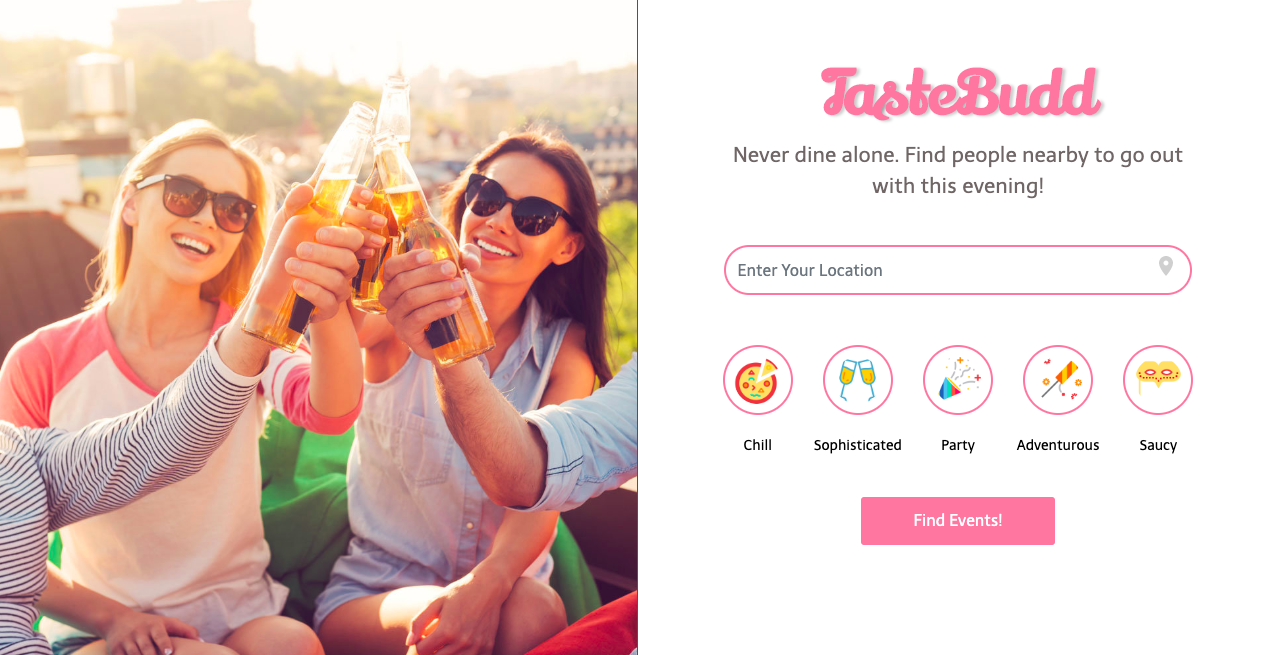 TasteBudd
Never dine alone. Find people nearby to go out
with this evening!
Enter Your Location
Chill
Sophisticated
Party
Adventurous
Saucy
Find Events!